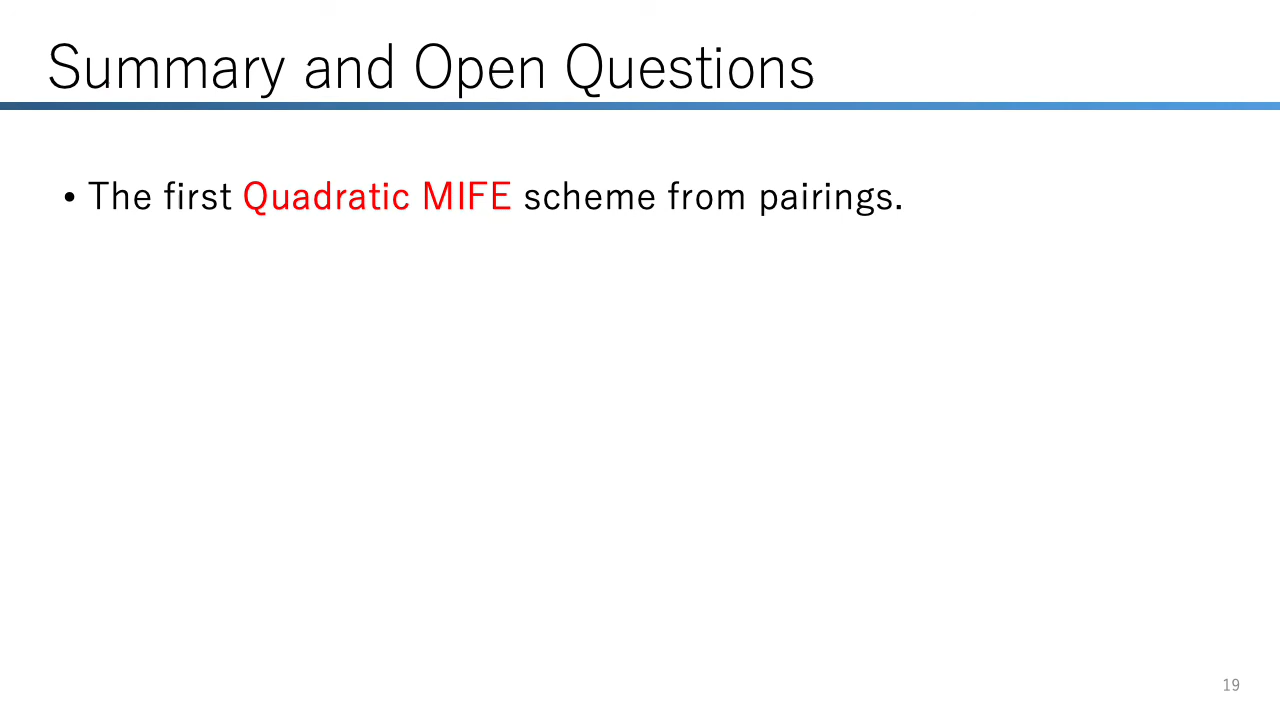 Summary and Open Questions
• The first Quadratic MIFE scheme from pairings.
19